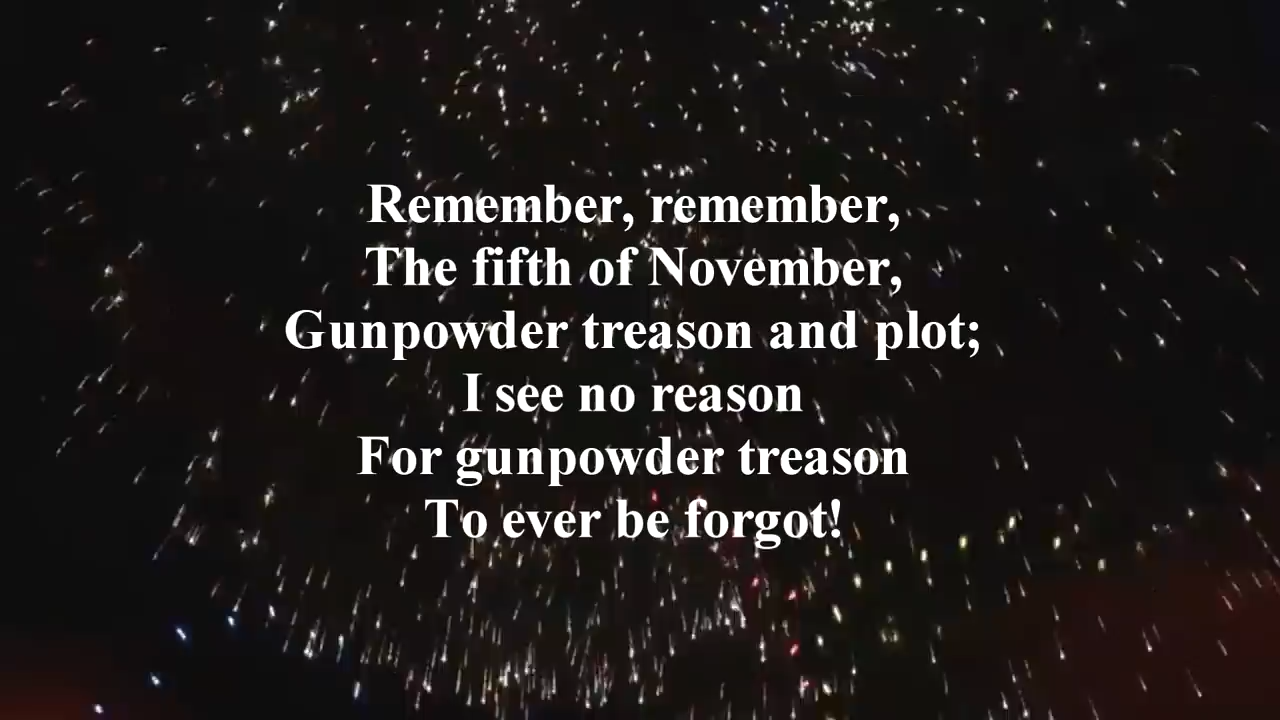 Remember, remember,
The fifth of November,
Gunpowder treason and plot;
I see no reason
For gunpowder treason
To ever be forgot!